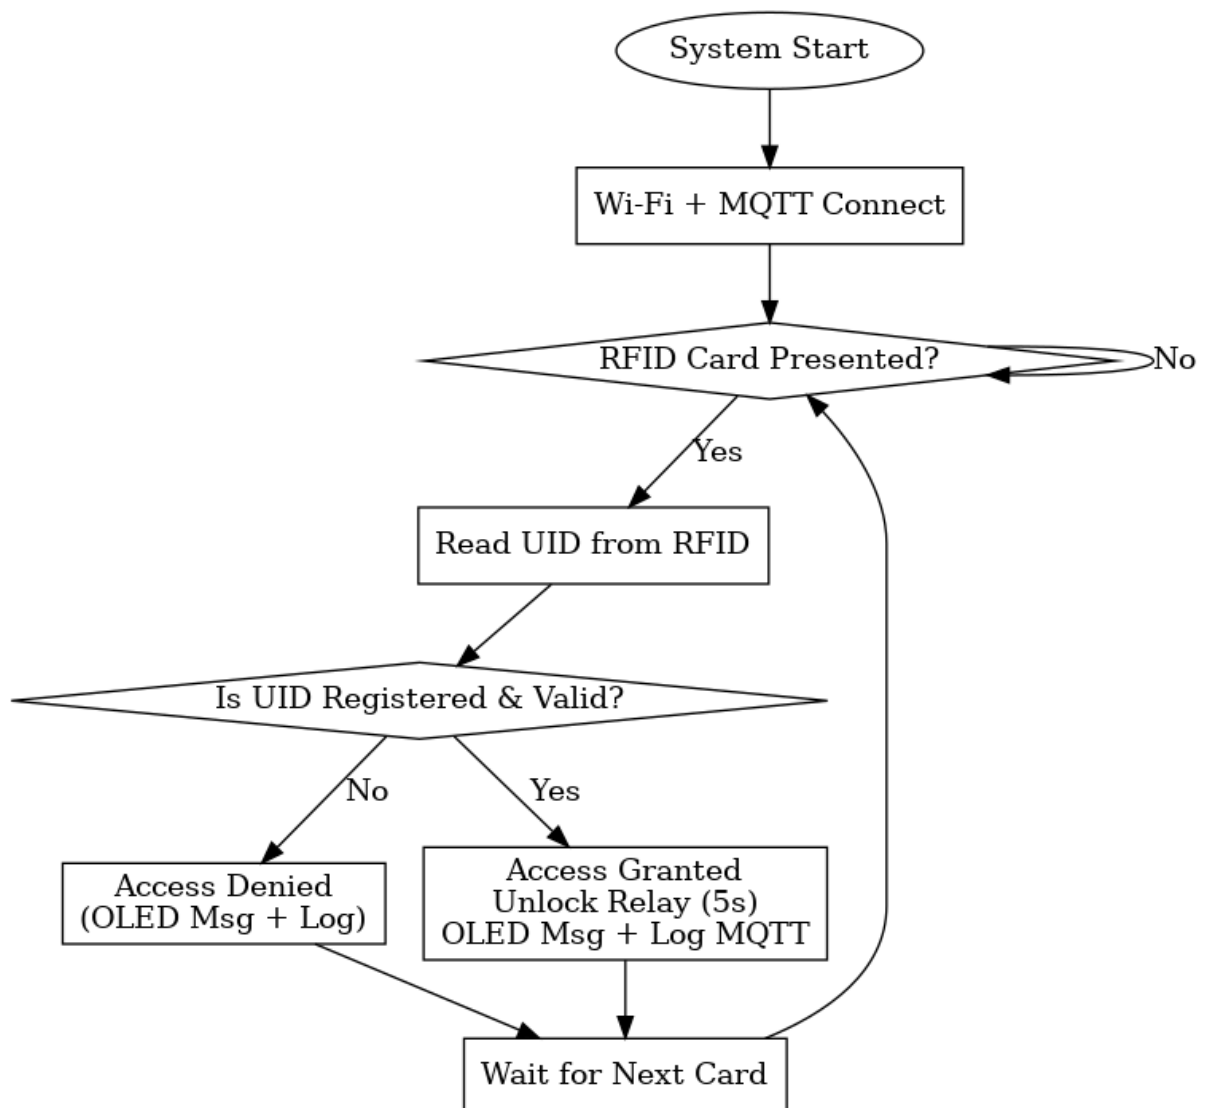 System Start
Wi-Fi + MQTT Connect
RFID Card Presented?
No
Yes
Read UID from RFID
Is UID Registered & Valid?
No
Yes
Access Denied
(OLED Msg + Log)
Access Granted
Unlock Relay (5s)
OLED Msg + Log MQTT
Wait for Next Card